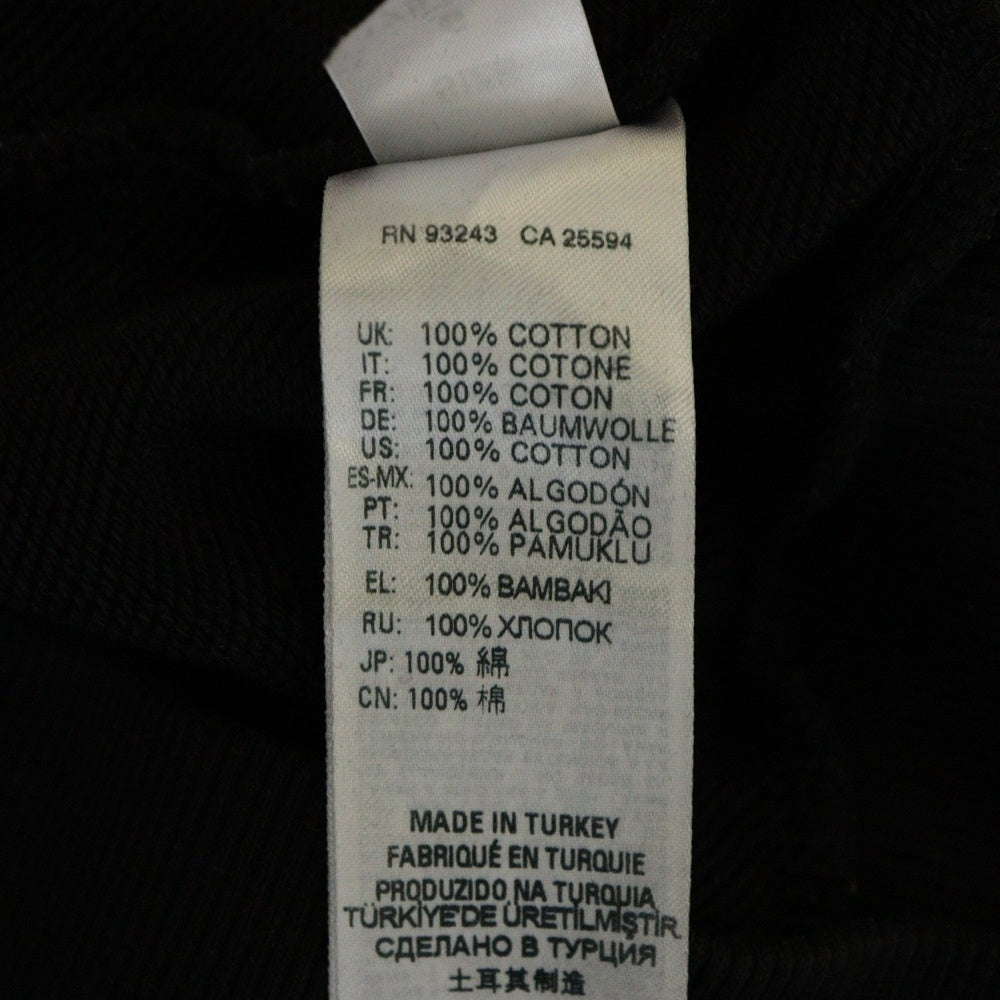 RN 93243 CA 25594
UK: 100% COTTON
IT: 100% COTONE
FR: 100% COTON
DE: 100% BAUMWOLLE
US: 100% COTTON
ES-MX: 100% ALGODÓN
PT: 100% ALGODÃO
TR: 100% PAMUKLU
EL: 100% BAMBAKI
RU: 100% ХЛОПОК
JP: 100% 綿
CN: 100% 棉
MADE IN TURKEY
FABRIQUÉ EN TURQUIE
PRODUZIDO NA TURQUIA
TÜRKİYE'DE ÜRETİLMİŞTİR
СДЕЛАНО В ТУРЦИЯ
土耳其制造